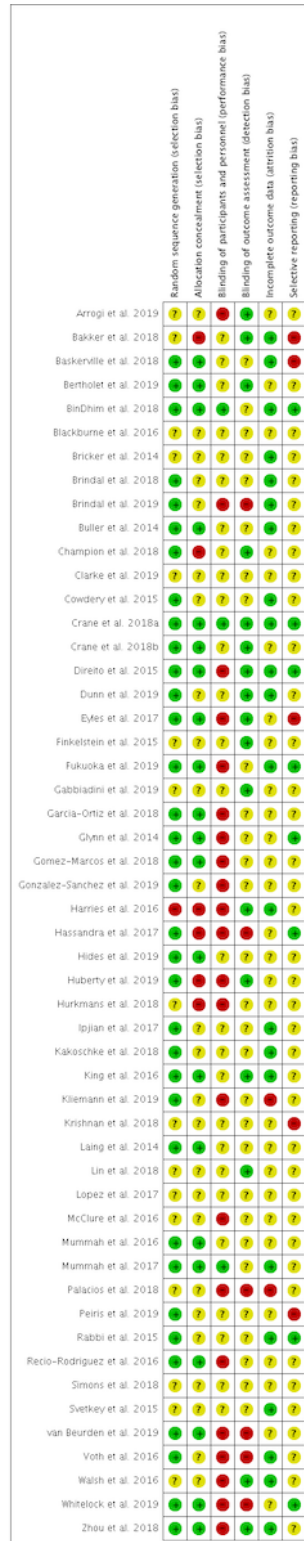 Random sequence generation (selection bias)
Allocation concealment (selection bias)
Blinding of participants and personnel (performance bias)
Blinding of outcome assessment (detection bias)
Incomplete outcome data (attrition bias)
Selective reporting (reporting bias)
Arrogi et al. 2019 ? ? - + ? ?
Bakker et al. 2018 ? - ? + + -
Baskerville et al. 2018 + + ? ? + -
Bertholet et al. 2019 + + ? + ? ?
BinDhim et al. 2018 + + + ? + +
Blackburne et al. 2016 ? ? ? ? ? ?
Bricker et al. 2014 ? ? ? ? + ?
Brindal et al. 2018 + ? ? ? + ?
Brindal et al. 2019 + ? - - + ?
Buller et al. 2014 + + ? ? + ?
Champion et al. 2018 + - ? + ? ?
Clarke et al. 2019 ? ? ? ? ? ?
Cowdery et al. 2015 + ? ? ? + ?
Crane et al. 2018a + + + + + +
Crane et al. 2018b + + ? + ? ?
Direito et al. 2015 + + - + + +
Dunn et al. 2019 + ? ? + + ?
Eyles et al. 2017 + + - + ? -
Finkelstein et al. 2015 ? ? ? + ? ?
Fukuoka et al. 2019 + + - ? + +
Gabbiadini et al. 2019 ? ? ? + ? ?
Garcia-Ortiz et al. 2018 + + - ? ? ?
Glynn et al. 2014 + + - ? ? +
Gomez-Marcos et al. 2018 + + - ? ? ?
Gonzalez-Sanchez et al. 2019 + ? - ? ? ?
Harries et al. 2016 - - - + + ?
Hassandra et al. 2017 + - - - ? +
Hides et al. 2019 + + ? ? ? ?
Huberty et al. 2019 + - - + ? ?
Hurkmans et al. 2018 ? - - ? ? ?
Ipjian et al. 2017 + ? ? ? + ?
Kakoschke et al. 2018 + ? ? ? + ?
King et al. 2016 + + ? + + ?
Kliemann et al. 2019 + ? - ? - ?
Krishnan et al. 2018 ? ? ? ? ? -
Laing et al. 2014 + + ? ? ? ?
Lin et al. 2018 ? ? ? + ? ?
Lopez et al. 2017 ? ? ? ? ? ?
McClure et al. 2016 ? ? - ? ? ?
Mummah et al. 2016 + + ? ? ? ?
Mummah et al. 2017 + + + ? + ?
Palacios et al. 2018 ? ? - - - ?
Peiris et al. 2019 + ? ? ? ? -
Rabbi et al. 2015 + ? ? ? + +
Recio-Rodriguez et al. 2016 + + - ? ? ?
Simons et al. 2018 ? ? ? ? ? ?
Svetkey et al. 2015 ? ? ? ? + ?
van Beurden et al. 2019 + + - - ? ?
Voth et al. 2016 + ? - - + ?
Walsh et al. 2016 ? ? - + + ?
Whitelock et al. 2019 + + - - ? +
Zhou et al. 2018 + + - + + ?